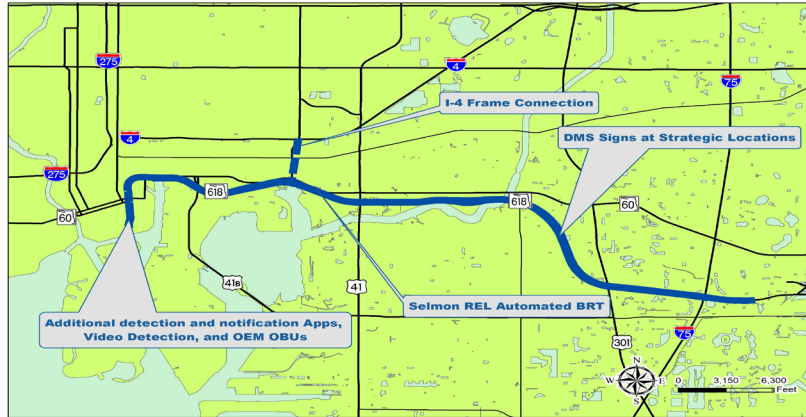 275
4
4
75
I-4 Frame Connection
DMS Signs at Strategic Locations
275
618
618
60
60
41B
41
Selmon REL Automated BRT
Additional detection and notification Apps,
Video Detection, and OEM OBUs
301
75
N
W
E
S
0
3,150
6,300
Feet